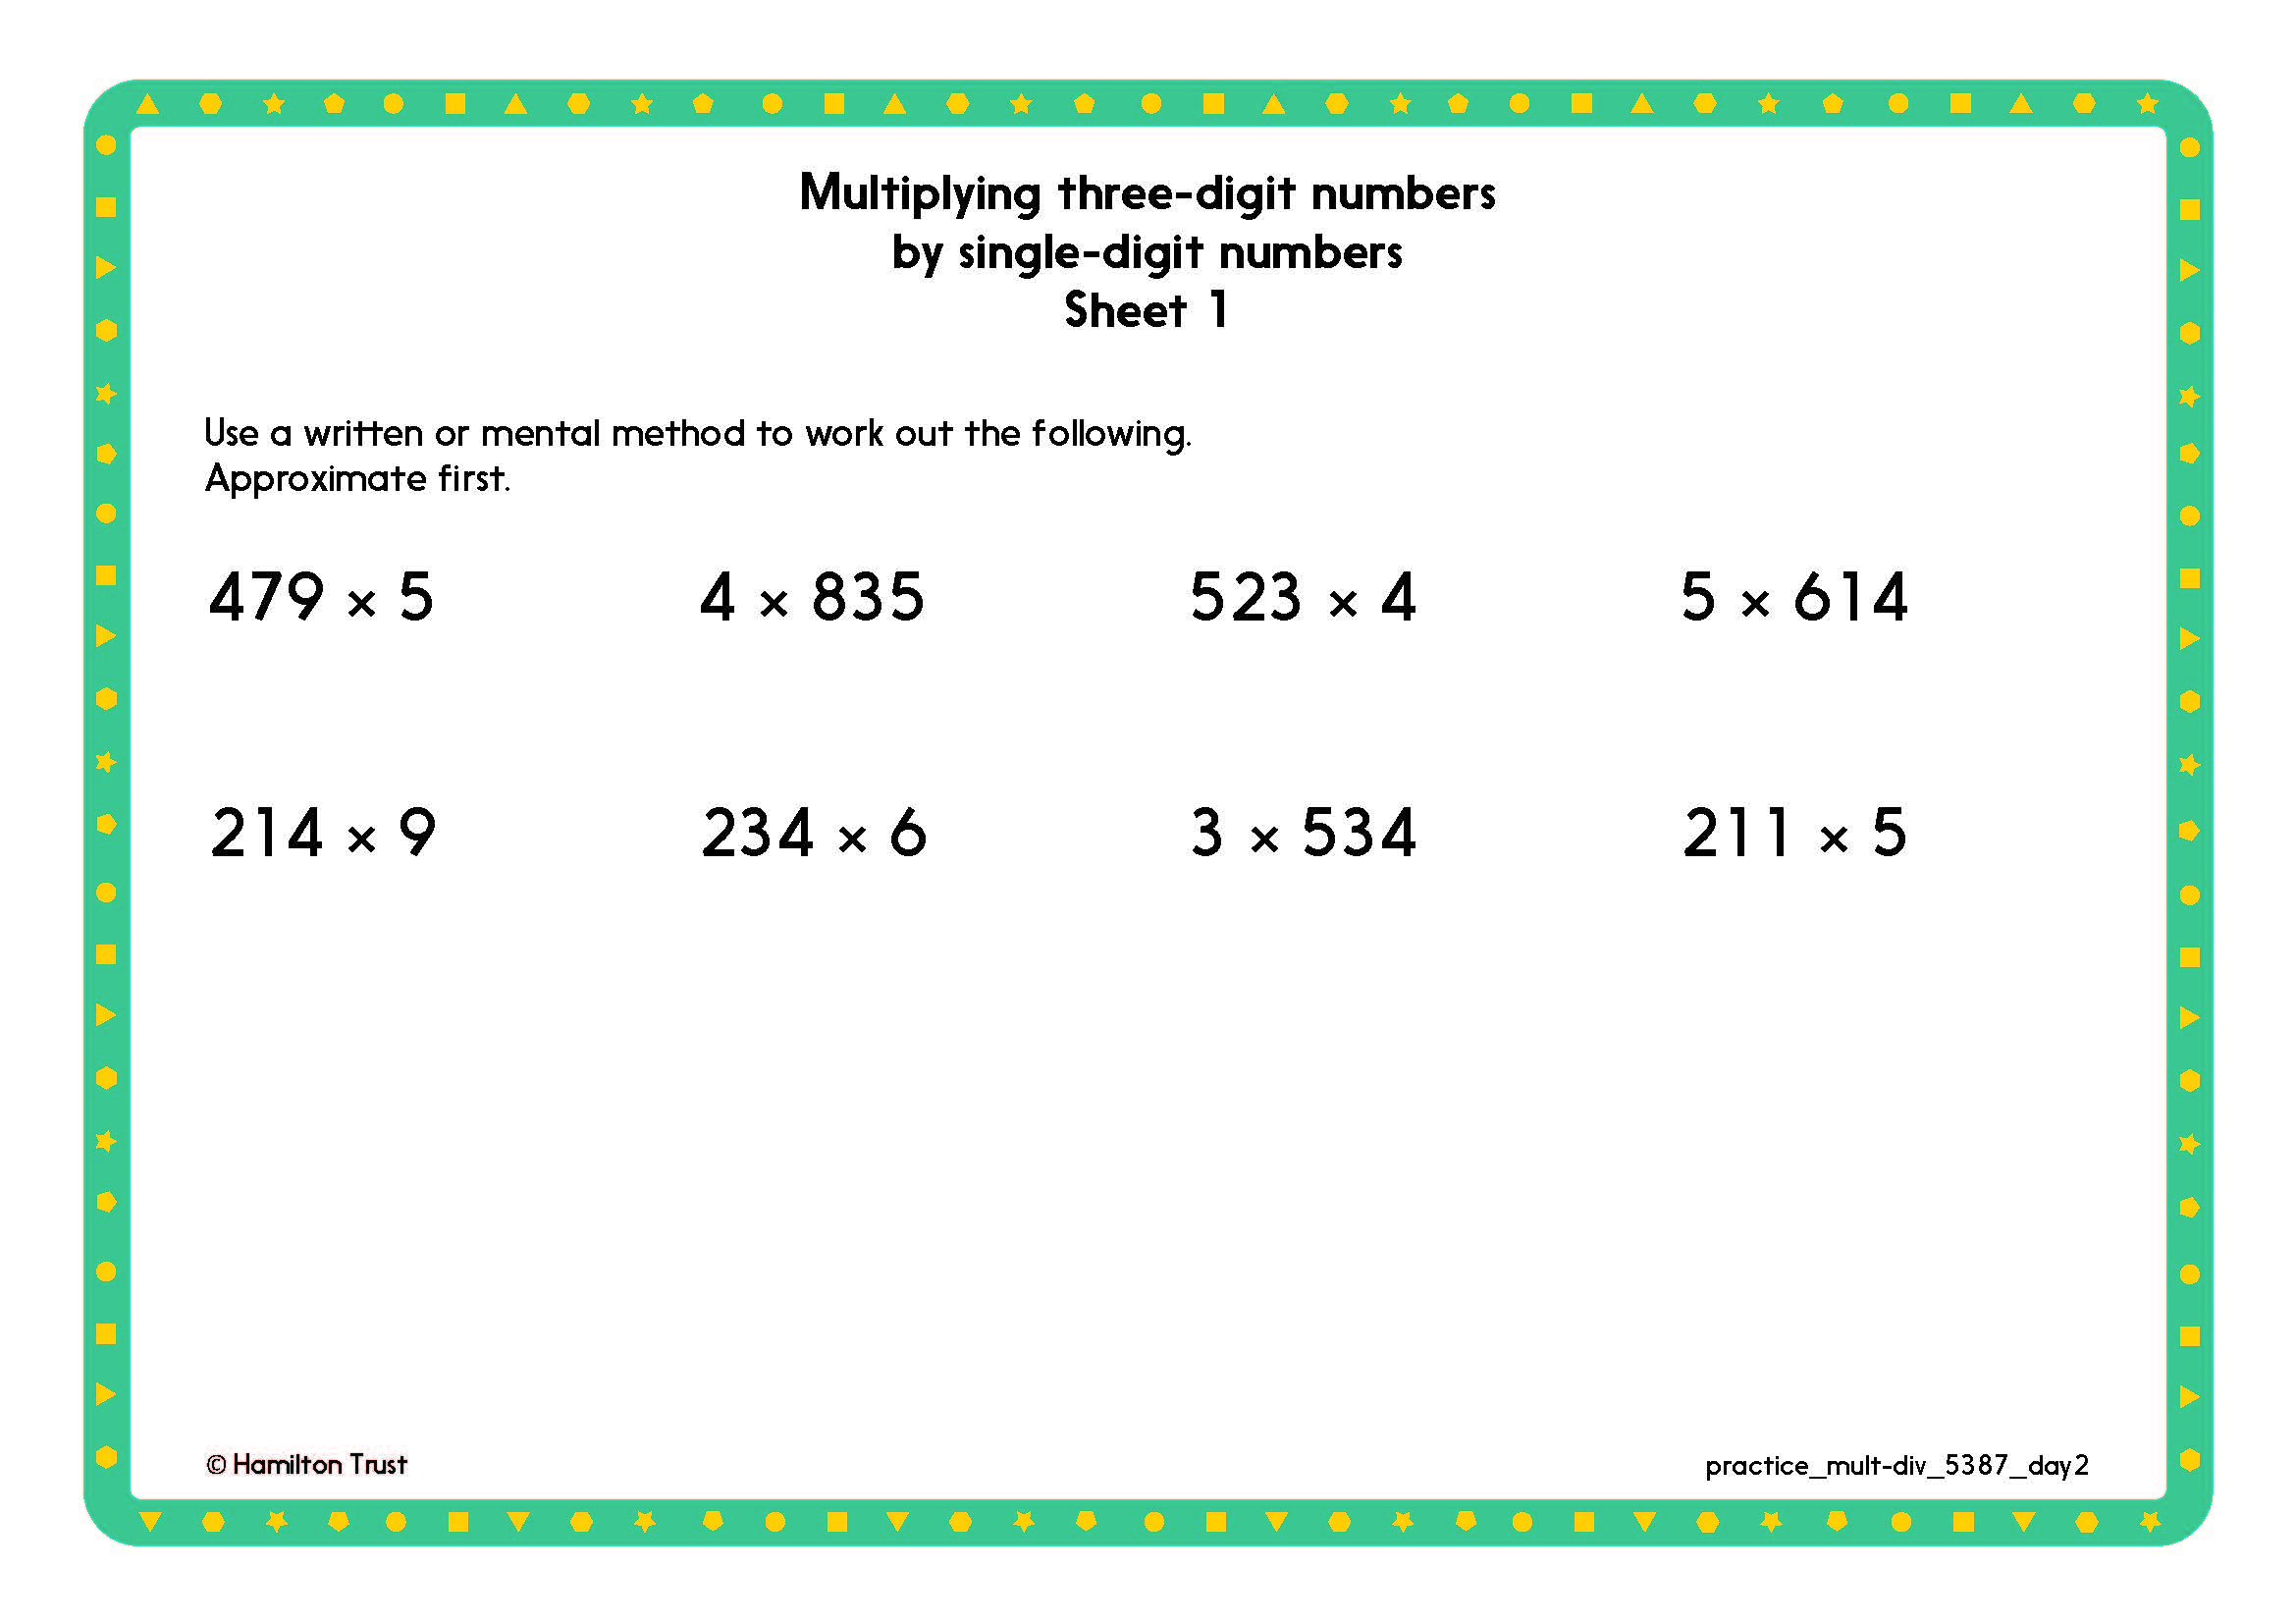 Multiplying three-digit numbers
by single-digit numbers
Sheet 1
Use a written or mental method to work out the following.
Approximate first.
479 × 5 4 × 835 523 × 4 5 × 614
214 × 9 234 × 6 3 × 534 211 × 5
© Hamilton Trust practice_mult-div_5387_day2